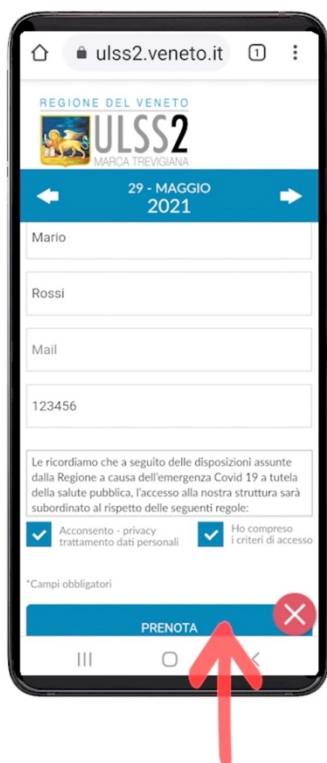 ulss2.veneto.it 1
REGIONE DEL VENETO
ULSS2
MARCA TREVIGIANA
29 - MAGGIO
2021
Mario
Rossi
Mail
123456
Le ricordiamo che a seguito delle disposizioni assunte
dalla Regione a causa dell'emergenza Covid 19 a tutela
della salute pubblica, l'accesso alla nostra struttura sarà
subordinato al rispetto delle seguenti regole:
Acconsento - privacy
trattamento dati personali
Ho compreso
i criteri di accesso
*Campi obbligatori
PRENOTA